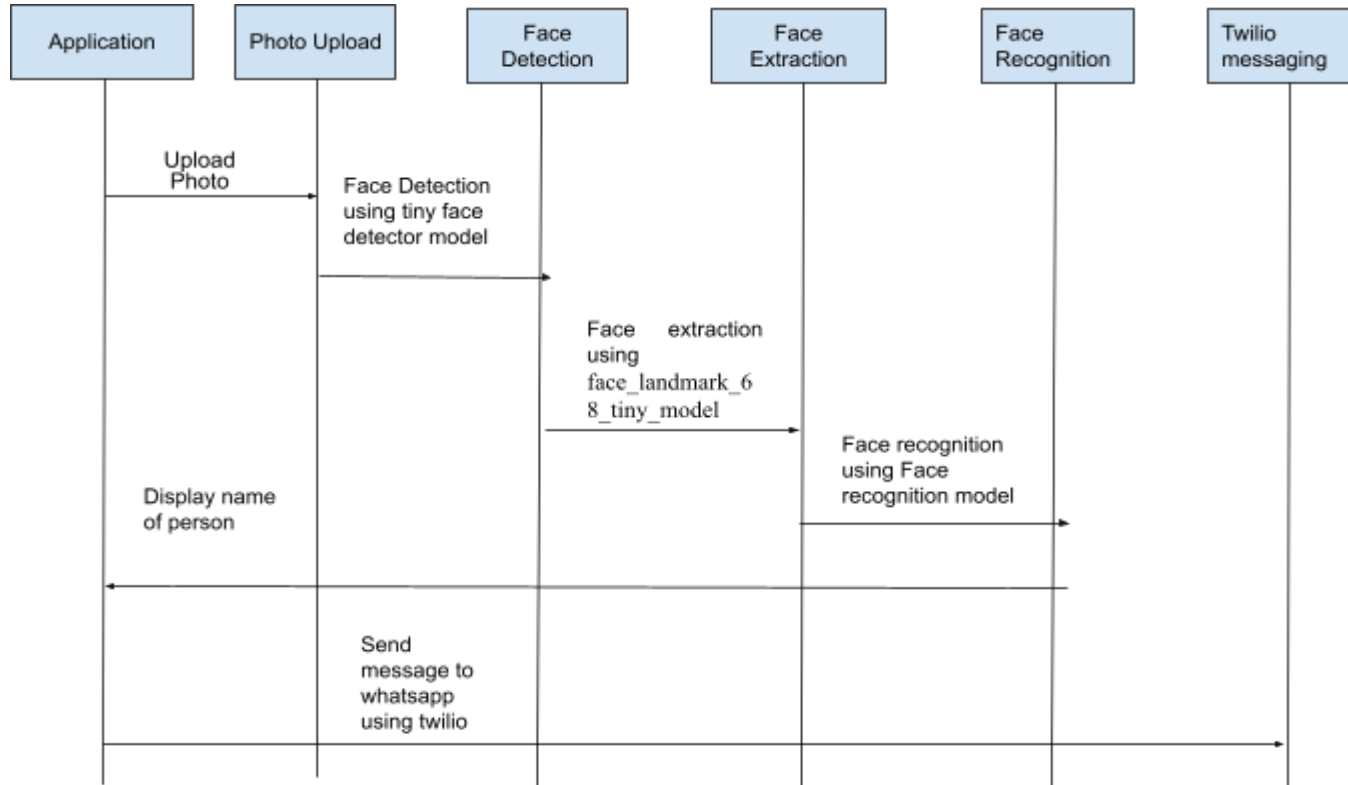 Application
Photo Upload
Face
Detection
Face
Extraction
Face
Recognition
Twilio
messaging
Upload
Photo
Face Detection
using tiny face
detector model
Face extraction
using
face_landmark_6
8_tiny_model
Face recognition
using Face
recognition model
Display name
of person
Send
message to
whatsapp
using twilio